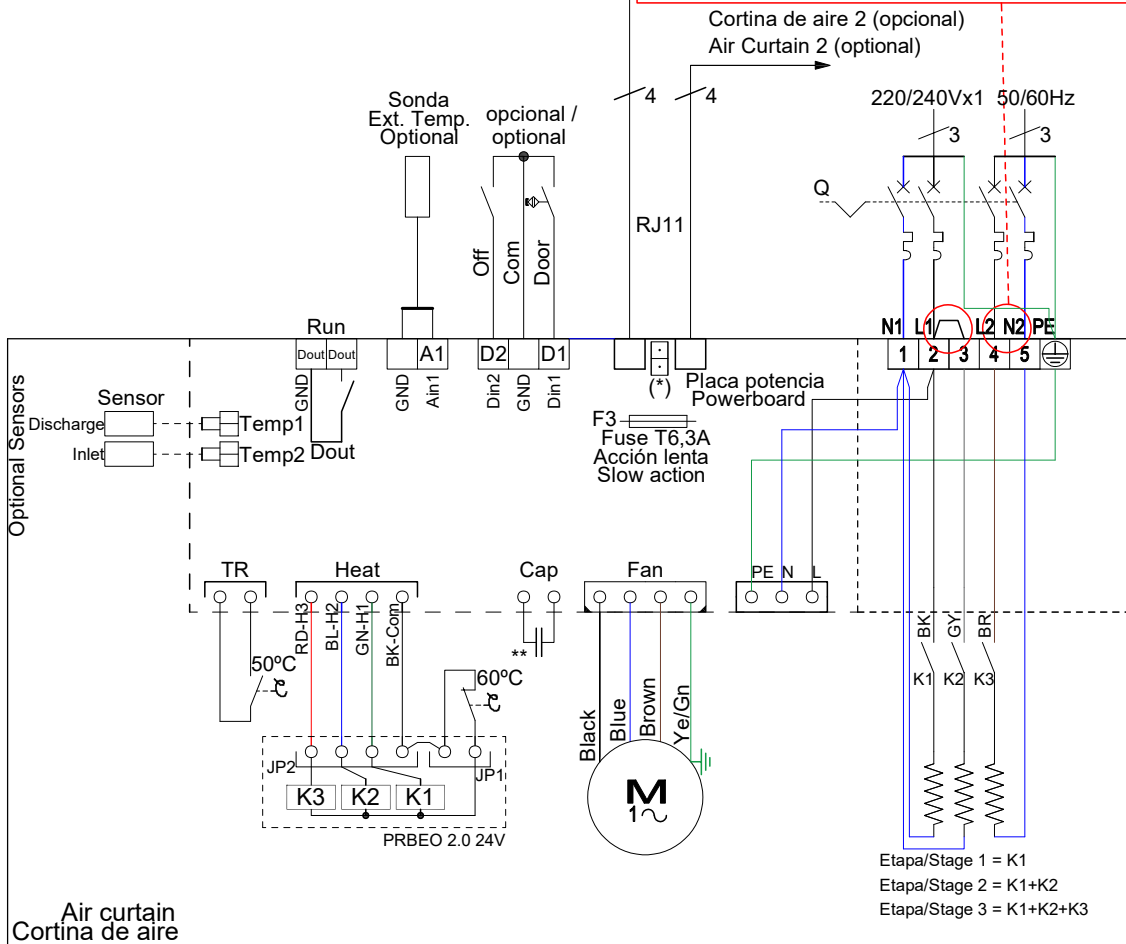 Cortina de aire 2 (opcional)
Air Curtain 2 (optional)
4
4
220/240Vx1
50/60Hz
3
3
Sonda
Ext. Temp.
Optional
opcional /
optional
Q
RJ11
Off
Com
Door
Run
N1
L1
L2
N2
PE
Dout
Dout
A1
D2
D1
1
2
3
4
5
GND
GND
Ain1
Din2
GND
Din1
(*)
Placa potencia
Powerboard
Optional Sensors
Sensor
Discharge
Temp1
Inlet
Temp2
Dout
F3
Fuse T6,3A
Acción lenta
Slow action
TR
Heat
Cap
Fan
PE
N
L
RD-H3
BL-H2
GN-H1
BK-Com
**
50ºC
60ºC
Black
Blue
Brown
Ye/Gn
BK
GY
BR
K1
K2
K3
JP2
JP1
K3
K2
K1
PRBEO 2.0 24V
M
1
Etapa/Stage 1 = K1
Etapa/Stage 2 = K1+K2
Etapa/Stage 3 = K1+K2+K3
Air curtain
Cortina de aire